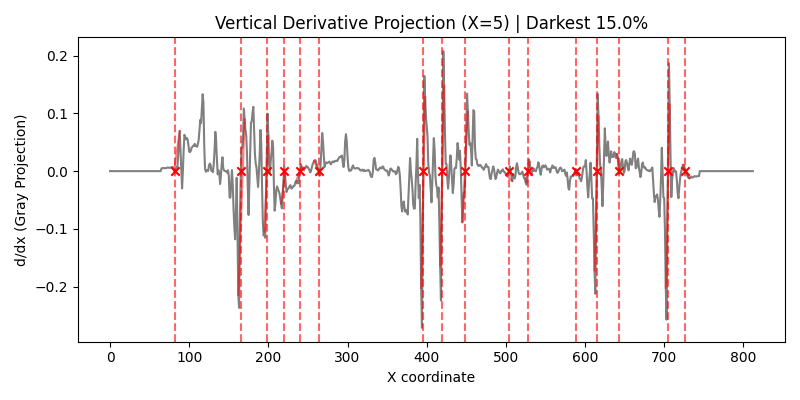 Vertical Derivative Projection (X=5) | Darkest 15.0%
0.2
0.1
0.0
−0.1
−0.2
d/dx (Gray Projection)
0 100 200 300 400 500 600 700 800
X coordinate